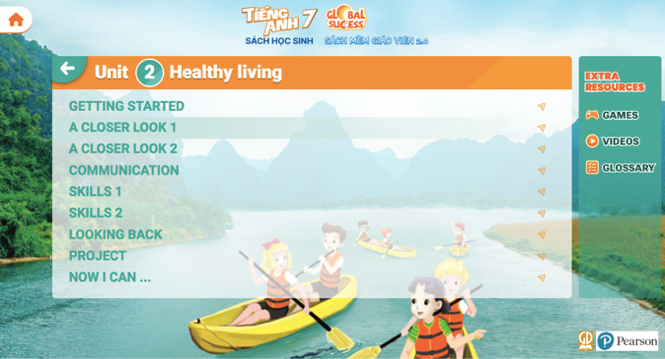 TIẾNG ANH 7
GLOBAL SUCCESS
SÁCH HỌC SINH
SÁCH MỀM GIÁO VIÊN 2.0
Unit 2 Healthy living
GETTING STARTED
A CLOSER LOOK 1
A CLOSER LOOK 2
COMMUNICATION
SKILLS 1
SKILLS 2
LOOKING BACK
PROJECT
NOW I CAN ...
EXTRA
RESOURCES
GAMES
VIDEOS
GLOSSARY
Pearson